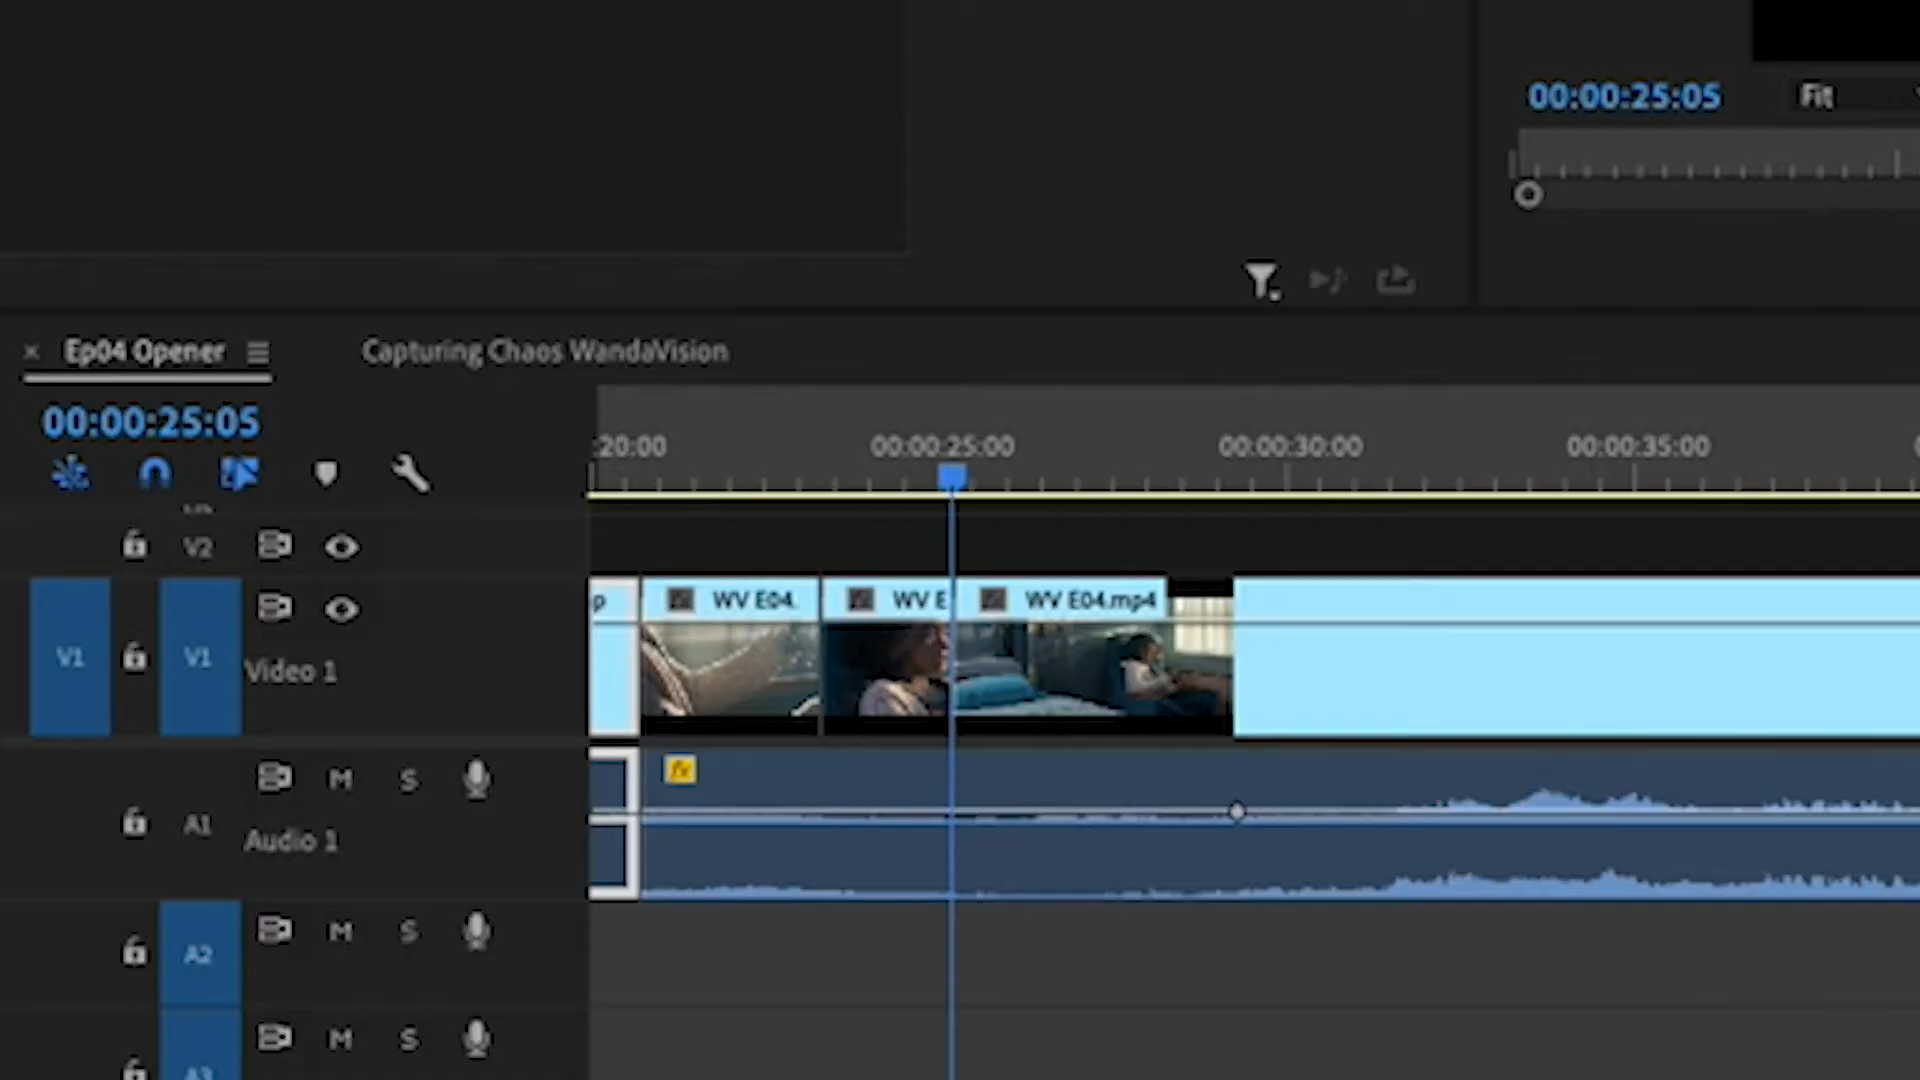 00:00:25:05 Fit
Ep04 Opener Capturing Chaos WandaVision
00:00:25:05
:20:00 00:00:25:00 00:00:30:00 00:00:35:00
V2
p WV E04. WV E WV E04.mp4
V1 V1 Video 1
fx
M S
A1
Audio 1
M S
A2
M S
A3